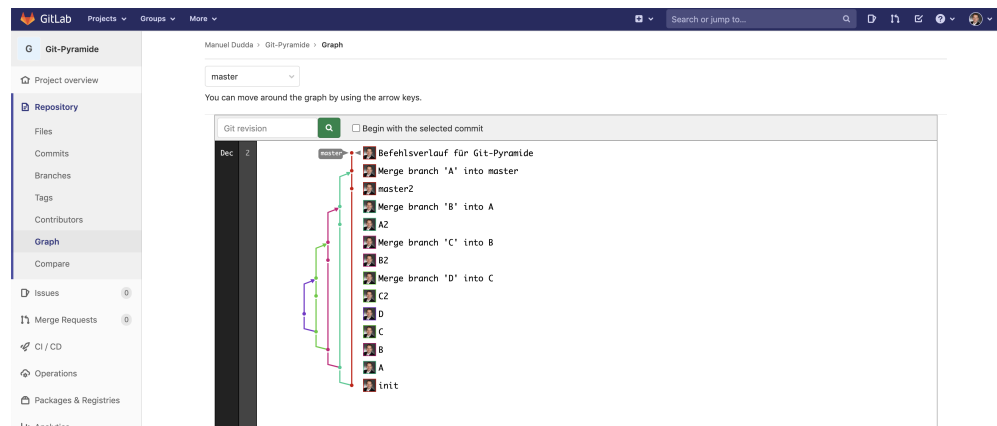 GitLab Projects Groups More Search or jump to...
G Git-Pyramide
Manuel Dudda > Git-Pyramide > Graph
Project overview
master
You can move around the graph by using the arrow keys.
Repository
Git revision Begin with the selected commit
Files
Commits
Branches
Tags
Contributors
Graph
Compare
Issues 0
Merge Requests 0
CI / CD
Operations
Packages & Registries
Analytics
Dec 2
master Befehlsverlauf für Git-Pyramide
Merge branch 'A' into master
master2
Merge branch 'B' into A
A2
Merge branch 'C' into B
B2
Merge branch 'D' into C
C2
D
C
B
A
init